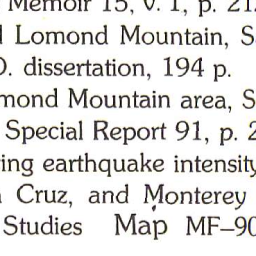 Memoir 15, v. 1, p. 21
Lomond Mountain, S
D. dissertation, 194 p.
mond Mountain area, S
Special Report 91, p. 2
ing earthquake intensity
Cruz, and Monterey
Studies Map MF–90